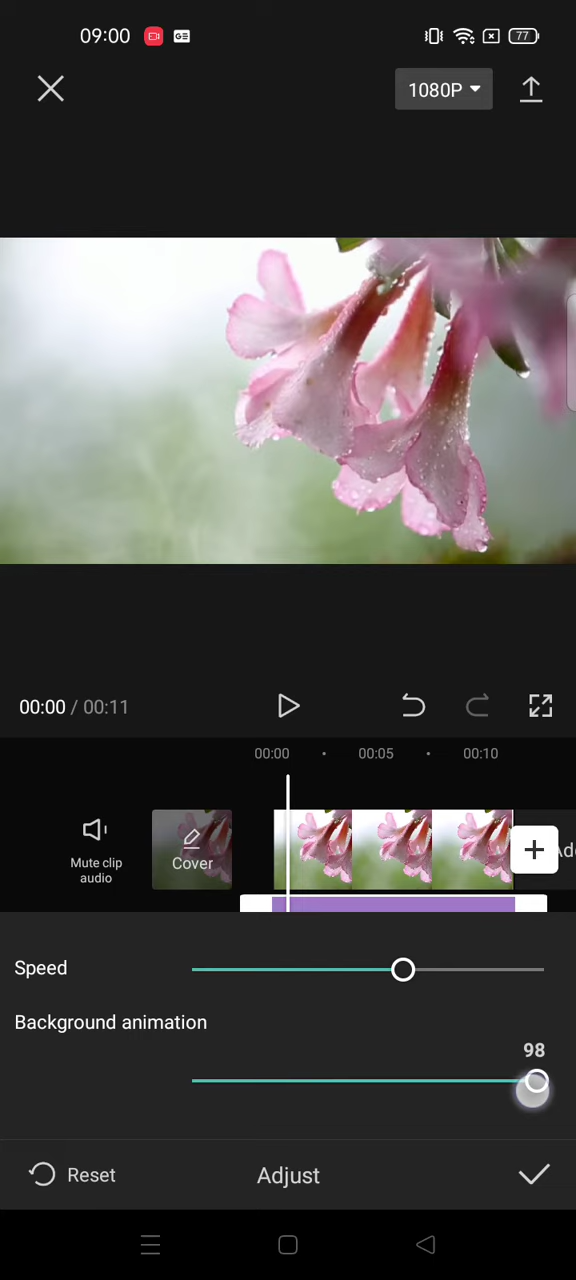 09:00
77
1080P
00:00 / 00:11
00:00
00:05
00:10
Mute clip
audio
Cover
Speed
Background animation
98
Reset
Adjust